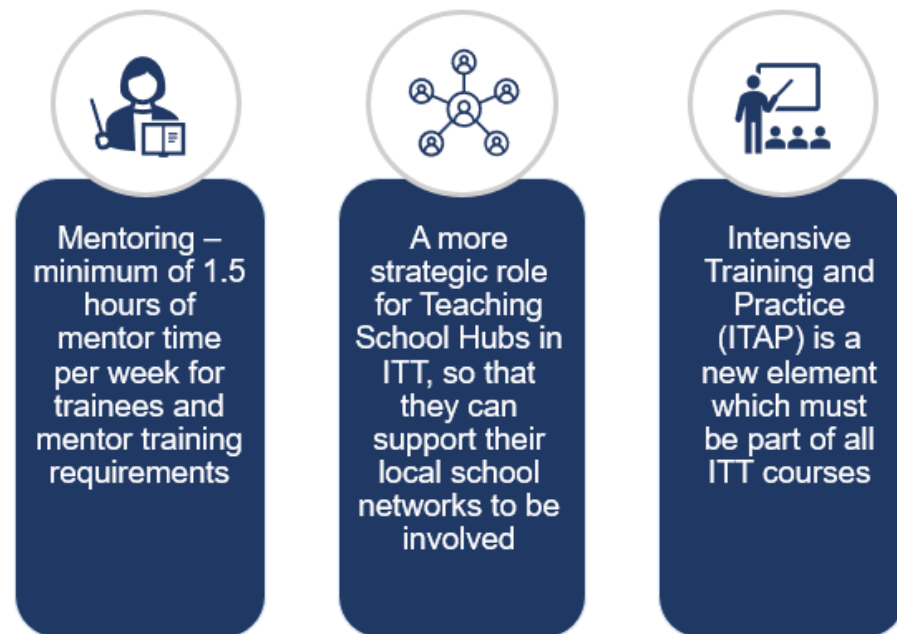 Mentoring –
minimum of 1.5
hours of
mentor time
per week for
trainees and
mentor training
requirements
A more
strategic role
for Teaching
School Hubs in
ITT, so that
they can
support their
local school
networks to be
involved
Intensive
Training and
Practice
(ITAP) is a
new element
which must
be part of all
ITT courses